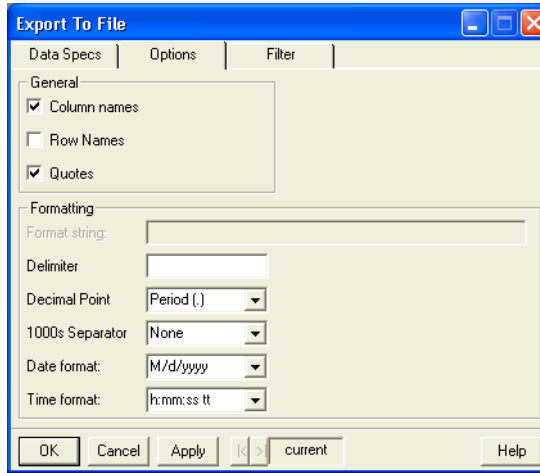 Export To File
Data Specs Options Filter
General
Column names
Row Names
Quotes
Formatting
Format string:
Delimiter
Decimal Point Period (.)
1000s Separator None
Date format: M/d/yyyy
Time format: h:mm:ss tt
OK Cancel Apply current Help